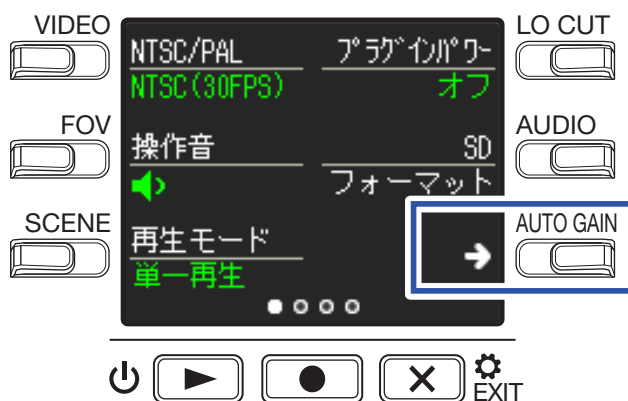 VIDEO
LO CUT
NTSC/PAL
プラグインパワー
NTSC(30FPS)
オフ
FOV
AUDIO
操作音
SD
フォーマット
SCENE
AUTO GAIN
再生モード
単一再生
EXIT